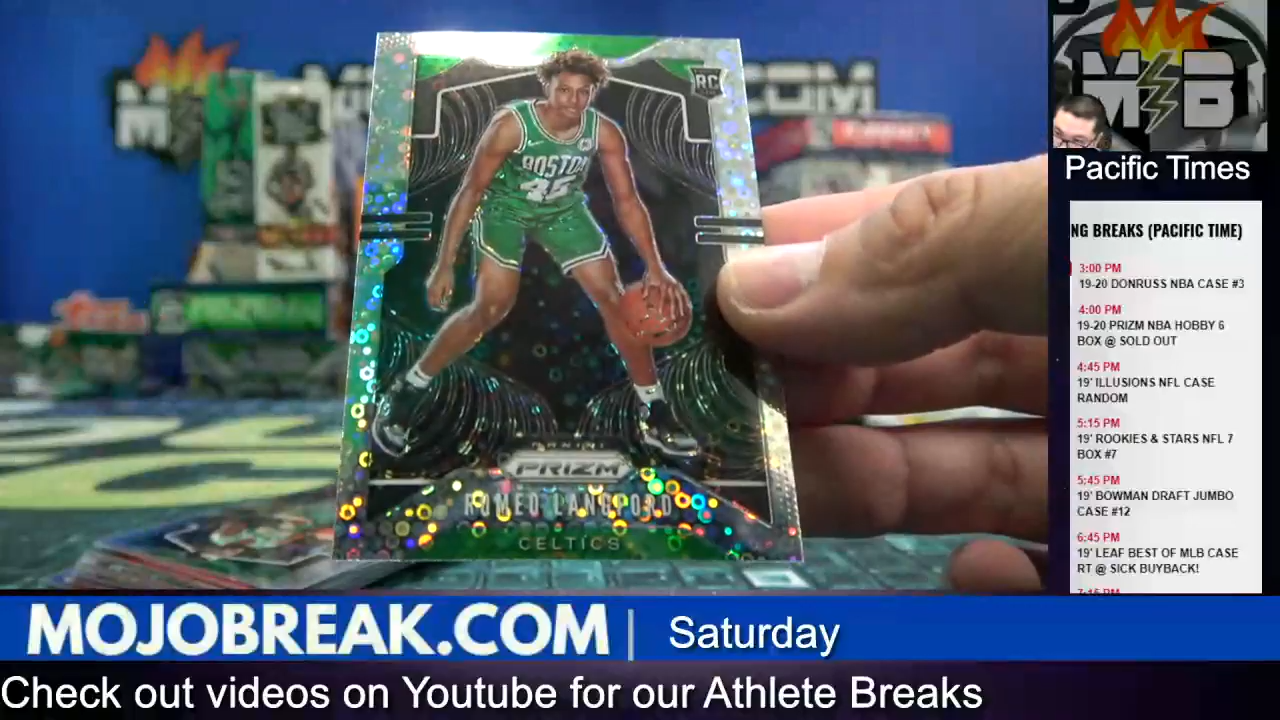 RC
BOSTON
45
PANINI
PRIZM
ROMEO LANGFORD
CELTICS
MB
Pacific Times
NG BREAKS (PACIFIC TIME)
3:00 PM
19-20 DONRUSS NBA CASE #3
4:00 PM
19-20 PRIZM NBA HOBBY 6
BOX @ SOLD OUT
4:45 PM
19' ILLUSIONS NFL CASE
RANDOM
5:15 PM
19' ROOKIES & STARS NFL 7
BOX #7
5:45 PM
19' BOWMAN DRAFT JUMBO
CASE #12
6:45 PM
19' LEAF BEST OF MLB CASE
RT @ SICK BUYBACK!
MOJOBREAK.COM | Saturday
Check out videos on Youtube for our Athlete Breaks